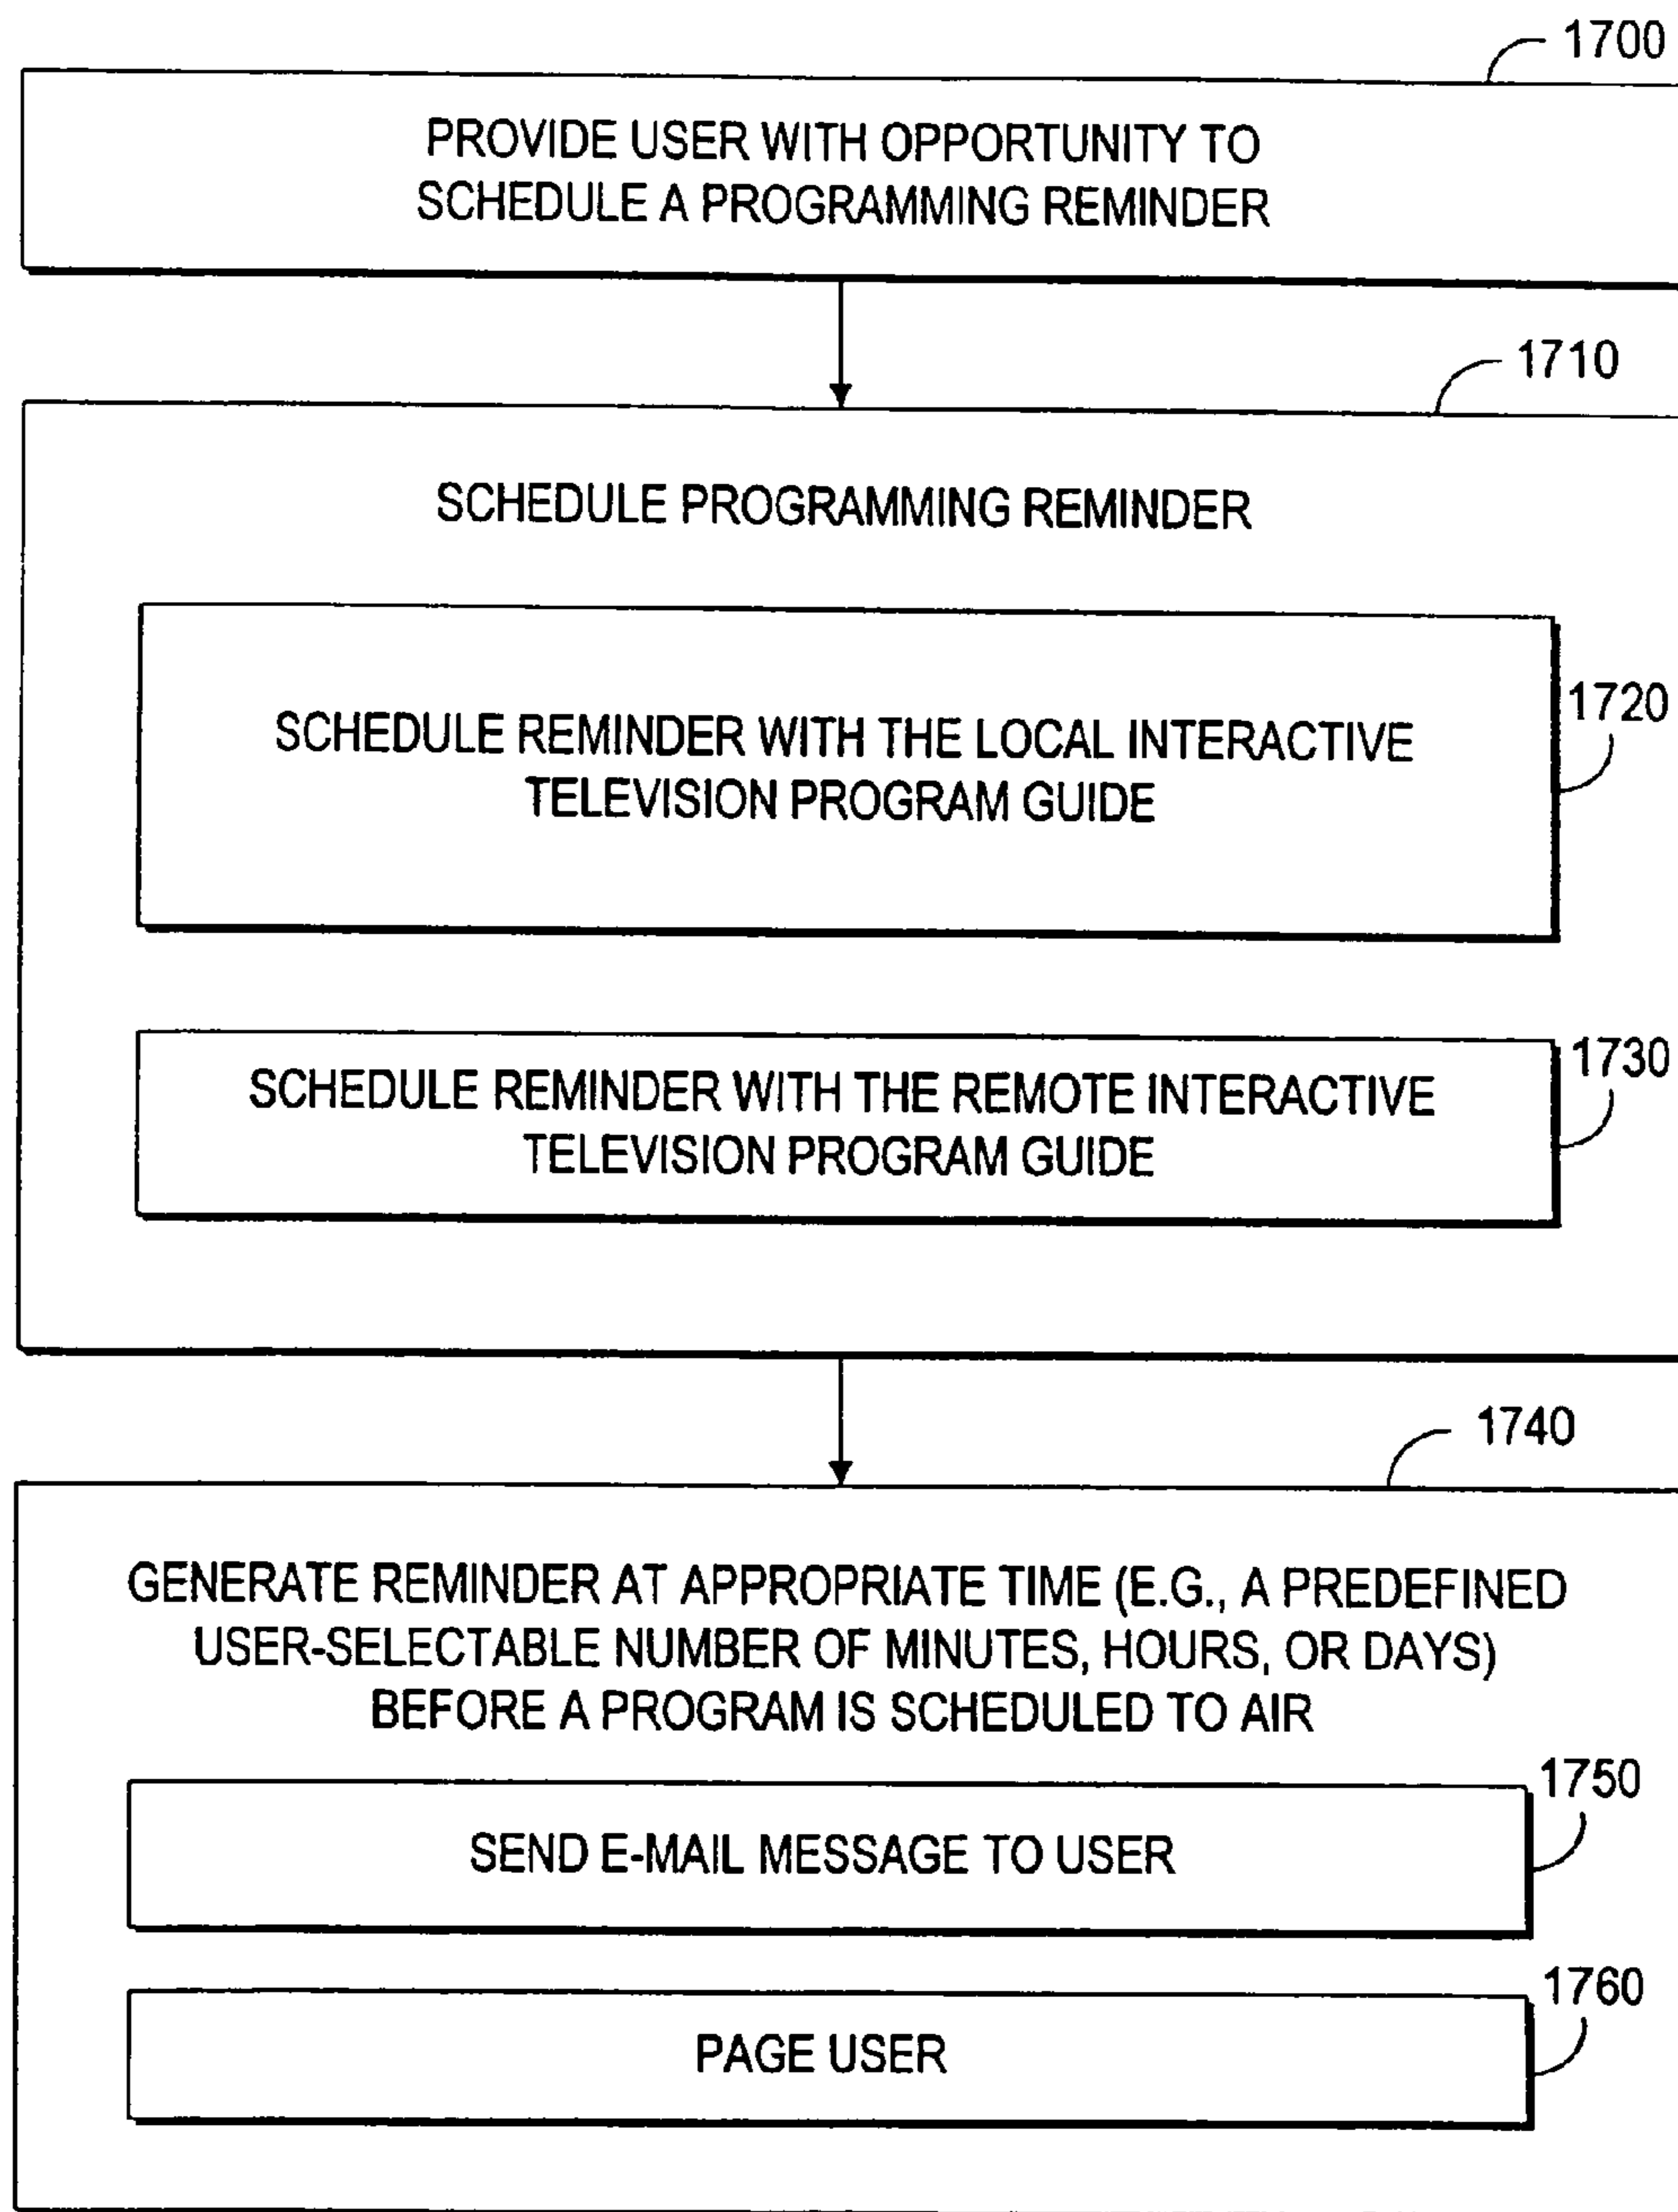 1700
PROVIDE USER WITH OPPORTUNITY TO
SCHEDULE A PROGRAMMING REMINDER
1710
SCHEDULE PROGRAMMING REMINDER
SCHEDULE REMINDER WITH THE LOCAL INTERACTIVE
TELEVISION PROGRAM GUIDE
1720
SCHEDULE REMINDER WITH THE REMOTE INTERACTIVE
TELEVISION PROGRAM GUIDE
1730
1740
GENERATE REMINDER AT APPROPRIATE TIME (E.G., A PREDEFINED
USER-SELECTABLE NUMBER OF MINUTES, HOURS, OR DAYS)
BEFORE A PROGRAM IS SCHEDULED TO AIR
1750
SEND E-MAIL MESSAGE TO USER
1760
PAGE USER